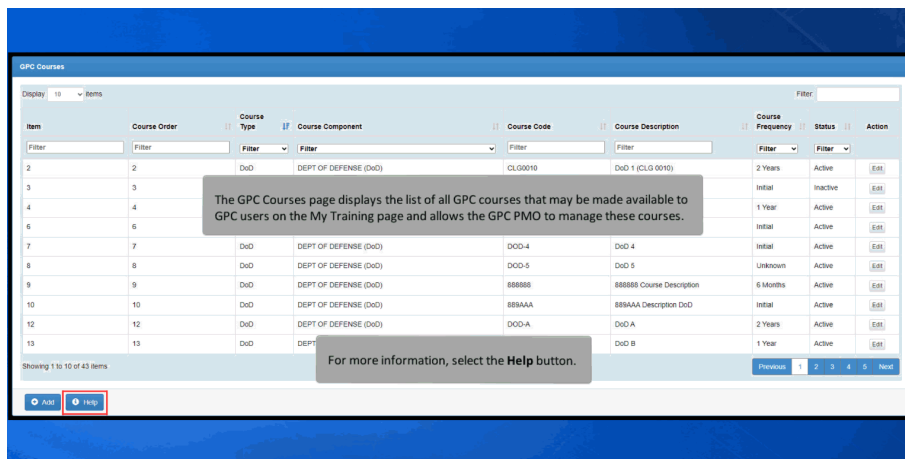 GPC Courses
Display 10 items Filter:
Item Course Order Course Type Course Component Course Code Course Description Course Frequency Status Action
Filter Filter Filter Filter Filter Filter Filter Filter
2 2 DoD DEPT OF DEFENSE (DoD) CLG0010 DoD 1 (CLG 0010) 2 Years Active Edit
3 3 Initial Inactive Edit
The GPC Courses page displays the list of all GPC courses that may be made available to
GPC users on the My Training page and allows the GPC PMO to manage these courses.
4 4 1 Year Active Edit
6 6 Initial Active Edit
7 7 DoD DEPT OF DEFENSE (DoD) DOD-4 DoD 4 Initial Active Edit
8 8 DoD DEPT OF DEFENSE (DoD) DOD-5 DoD 5 Unknown Active Edit
9 9 DoD DEPT OF DEFENSE (DoD) 888888 888888 Course Description 6 Months Active Edit
10 10 DoD DEPT OF DEFENSE (DoD) 889AAA 889AAA Description DoD Initial Active Edit
12 12 DoD DEPT OF DEFENSE (DoD) DOD-A DoD A 2 Years Active Edit
13 13 DoD DEPT DoD B 1 Year Active Edit
For more information, select the Help button.
Showing 1 to 10 of 43 items Previous 1 2 3 4 5 Next
Add Help